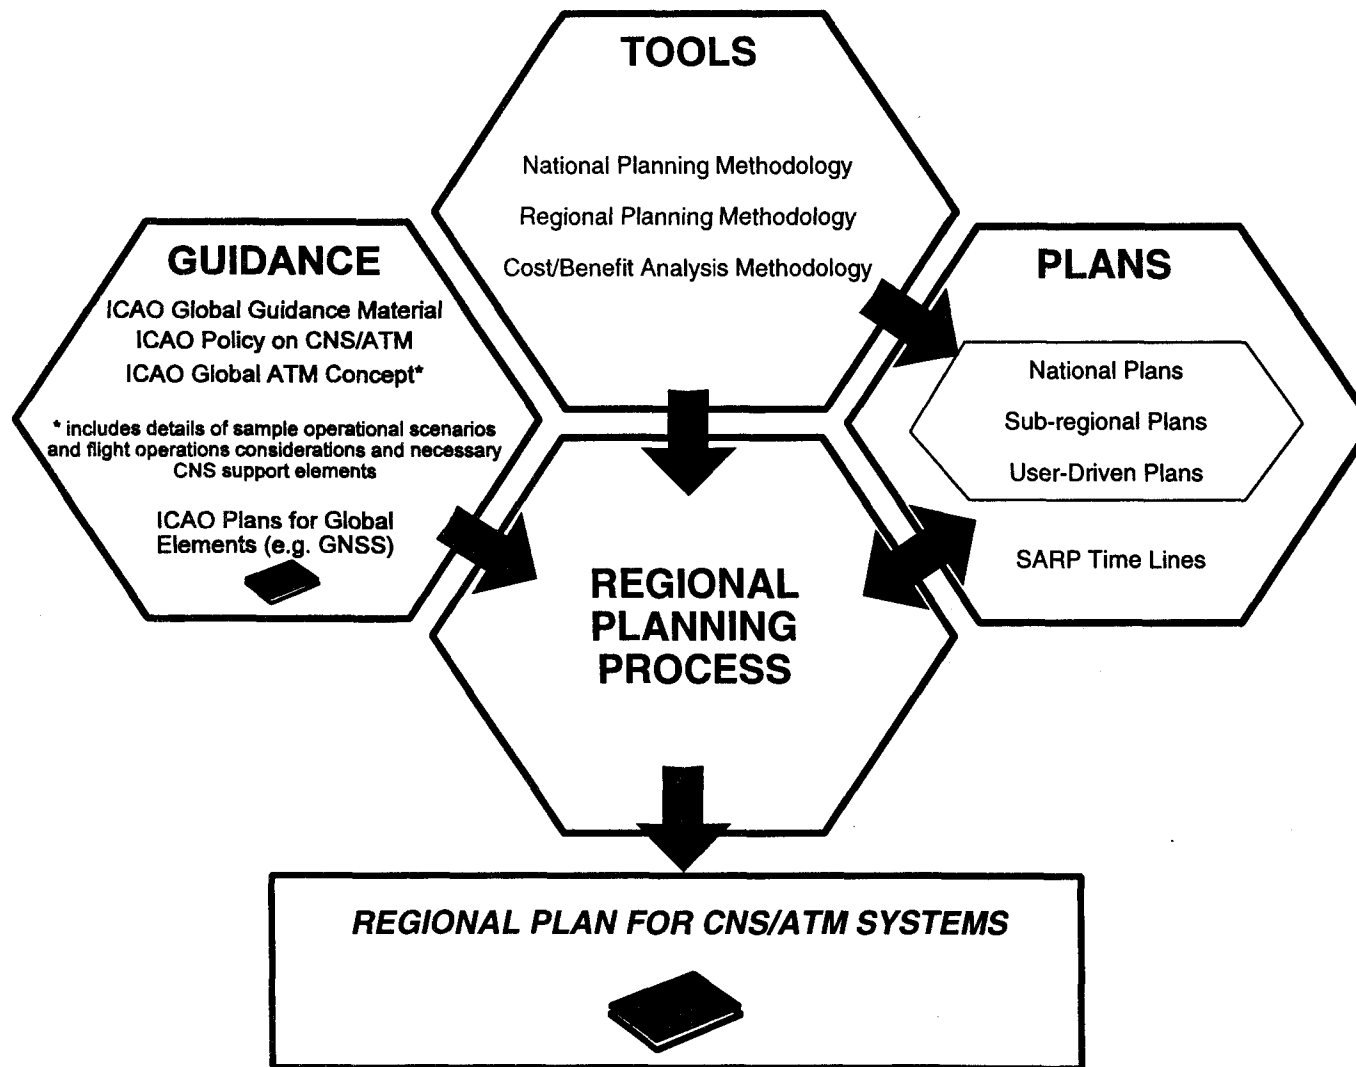 TOOLS
National Planning Methodology
Regional Planning Methodology
Cost/Benefit Analysis Methodology
GUIDANCE
ICAO Global Guidance Material
ICAO Policy on CNS/ATM
ICAO Global ATM Concept*
* includes details of sample operational scenarios
and flight operations considerations and necessary
CNS support elements
ICAO Plans for Global
Elements (e.g. GNSS)
PLANS
National Plans
Sub-regional Plans
User-Driven Plans
SARP Time Lines
REGIONAL
PLANNING
PROCESS
REGIONAL PLAN FOR CNS/ATM SYSTEMS